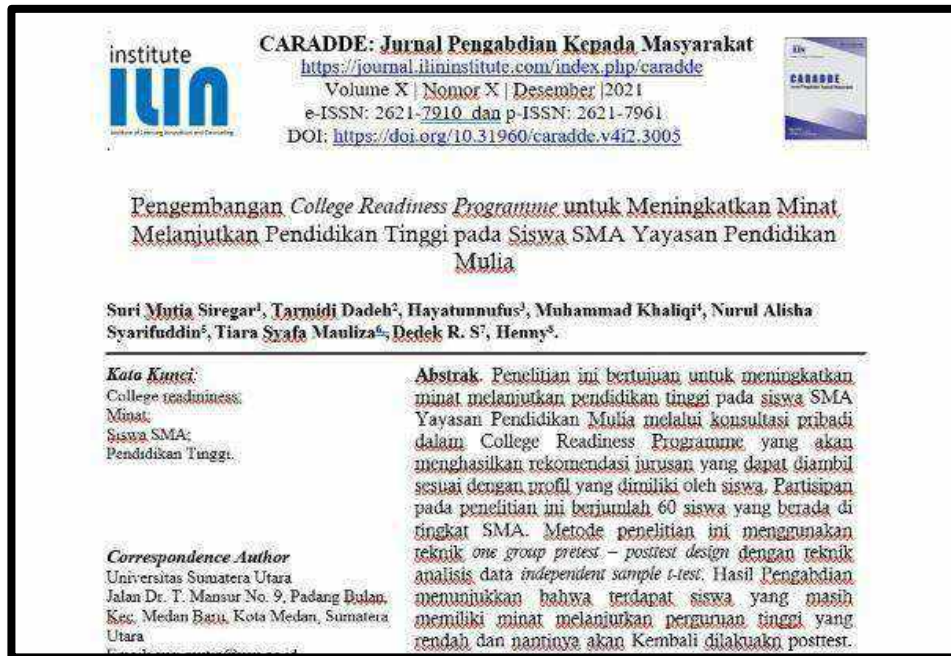 institute
ILIN
CARADDE: Jurnal Pengabdian Kepada Masyarakat
https://journal.ilininstitute.com/index.php/caradde
Volume X | Nomor X | Desember |2021
e-ISSN: 2621-7910 dan p-ISSN: 2621-7961
DOI: https://doi.org/10.31960/caradde.v4i2.3005
CARADDE
Pengembangan College Readiness Programme untuk Meningkatkan Minat
Melanjutkan Pendidikan Tinggi pada Siswa SMA Yayasan Pendidikan
Mulia
Suri Mutia Siregar¹, Tarmidi Dadeh², Hayatunnufus³, Muhammad Khaliqi⁴, Nurul Alisha
Syarifuddin⁵, Tiara Syafa Mauliza⁶, Dedek R. S⁷, Henny⁸.
Kata Kunci:
College readininess;
Minat;
Siswa SMA;
Pendidikan Tinggi.
Correspondence Author
Universitas Sumatera Utara
Jalan Dr. T. Mansur No. 9, Padang Bulan,
Kec. Medan Baru, Kota Medan, Sumatera
Utara
Abstrak. Penelitian ini bertujuan untuk meningkatkan
minat melanjutkan pendidikan tinggi pada siswa SMA
Yayasan Pendidikan Mulia melalui konsultasi pribadi
dalam College Readiness Programme yang akan
menghasilkan rekomendasi jurusan yang dapat diambil
sesuai dengan profil yang dimiliki oleh siswa. Partisipan
pada penelitian ini berjumlah 60 siswa yang berada di
tingkat SMA. Metode penelitian ini menggunakan
teknik one group pretest – posttest design dengan teknik
analisis data independent sample t-test. Hasil Pengabdian
menunjukkan bahwa terdapat siswa yang masih
memiliki minat melanjutkan perguruan tinggi yang
rendah dan nantinya akan Kembali dilakuakn posttest.